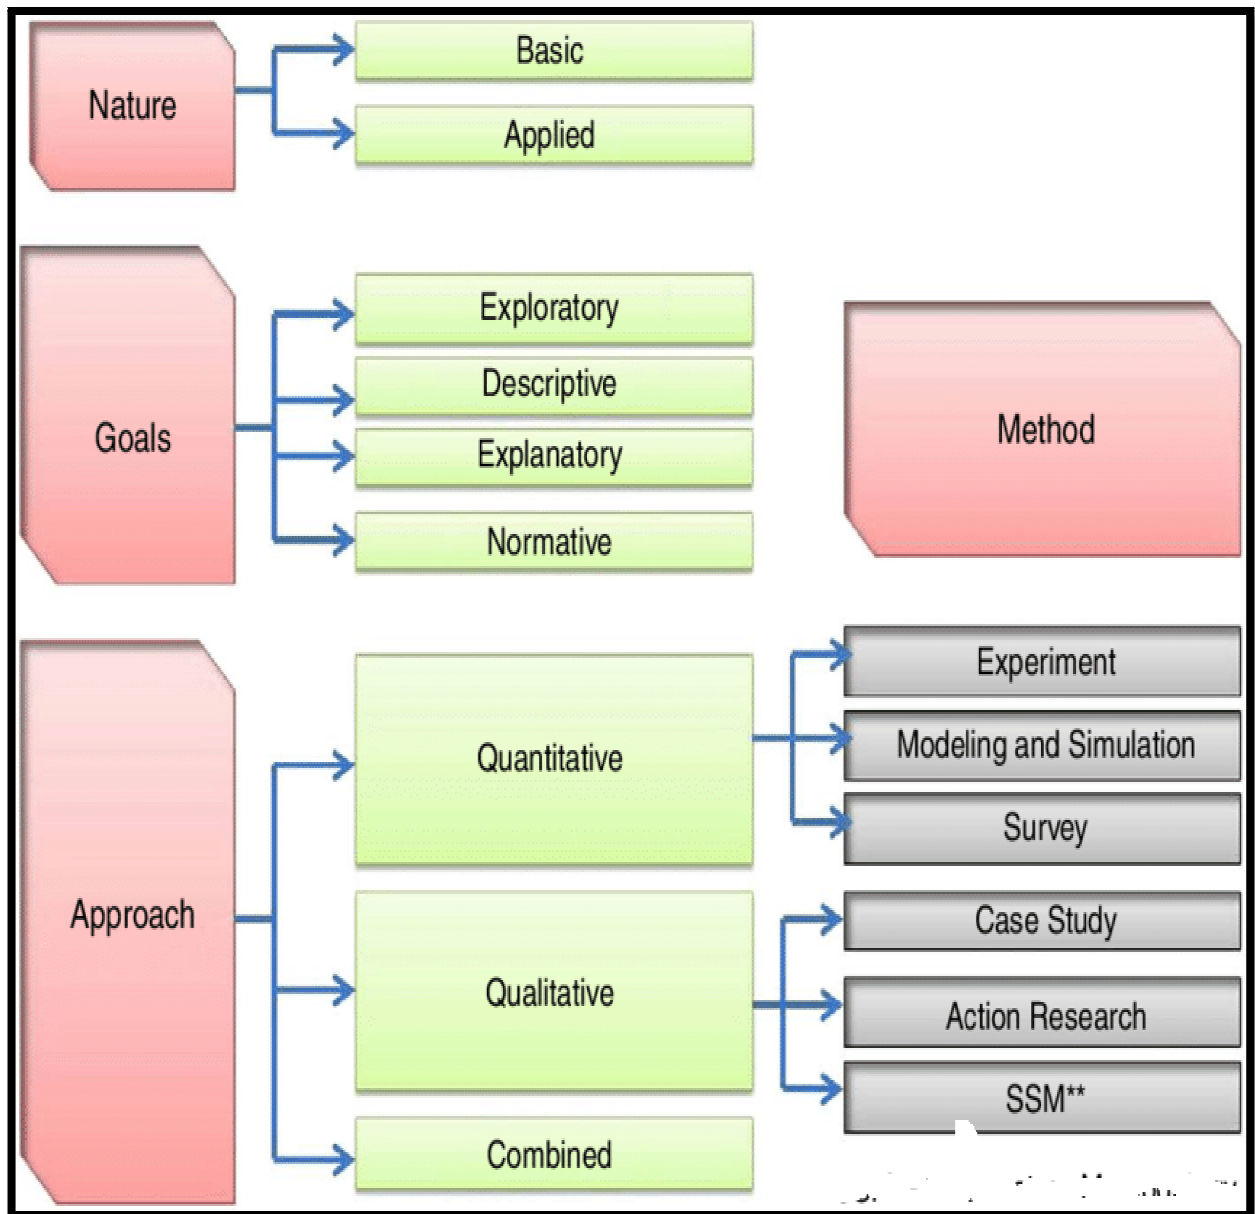 Nature
Basic
Applied
Goals
Exploratory
Descriptive
Explanatory
Normative
Method
Approach
Quantitative
Experiment
Modeling and Simulation
Survey
Qualitative
Case Study
Action Research
SSM**
Combined